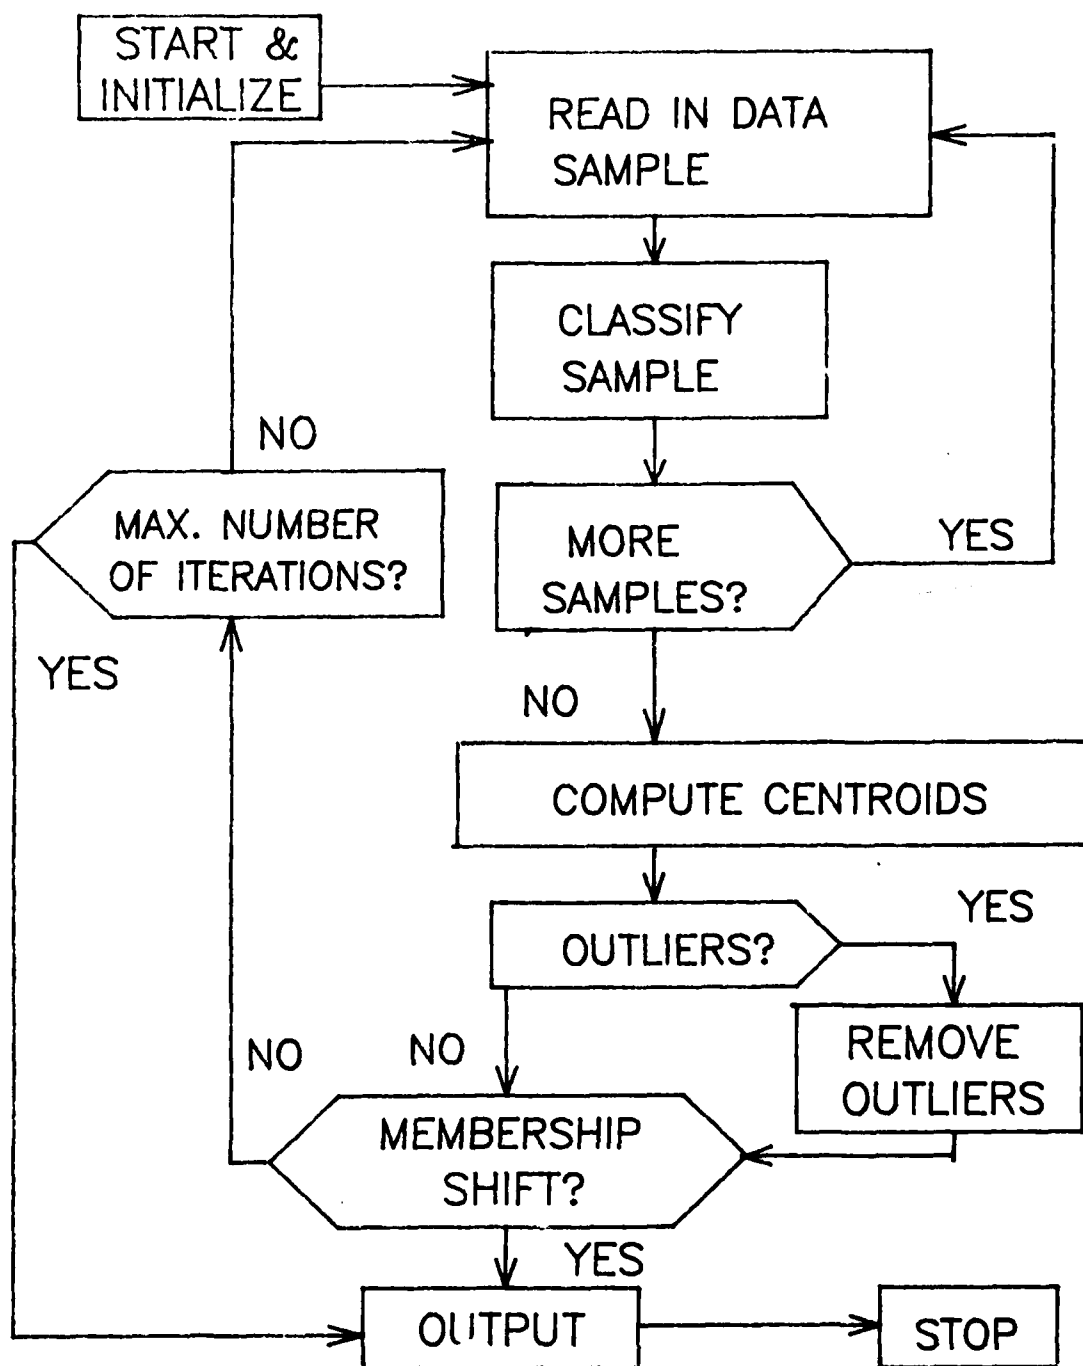 START &
INITIALIZE
READ IN DATA
SAMPLE
CLASSIFY
SAMPLE
NO
MAX. NUMBER
OF ITERATIONS?
MORE
SAMPLES?
YES
YES
NO
COMPUTE CENTROIDS
OUTLIERS?
YES
REMOVE
OUTLIERS
NO
NO
MEMBERSHIP
SHIFT?
YES
OUTPUT
STOP